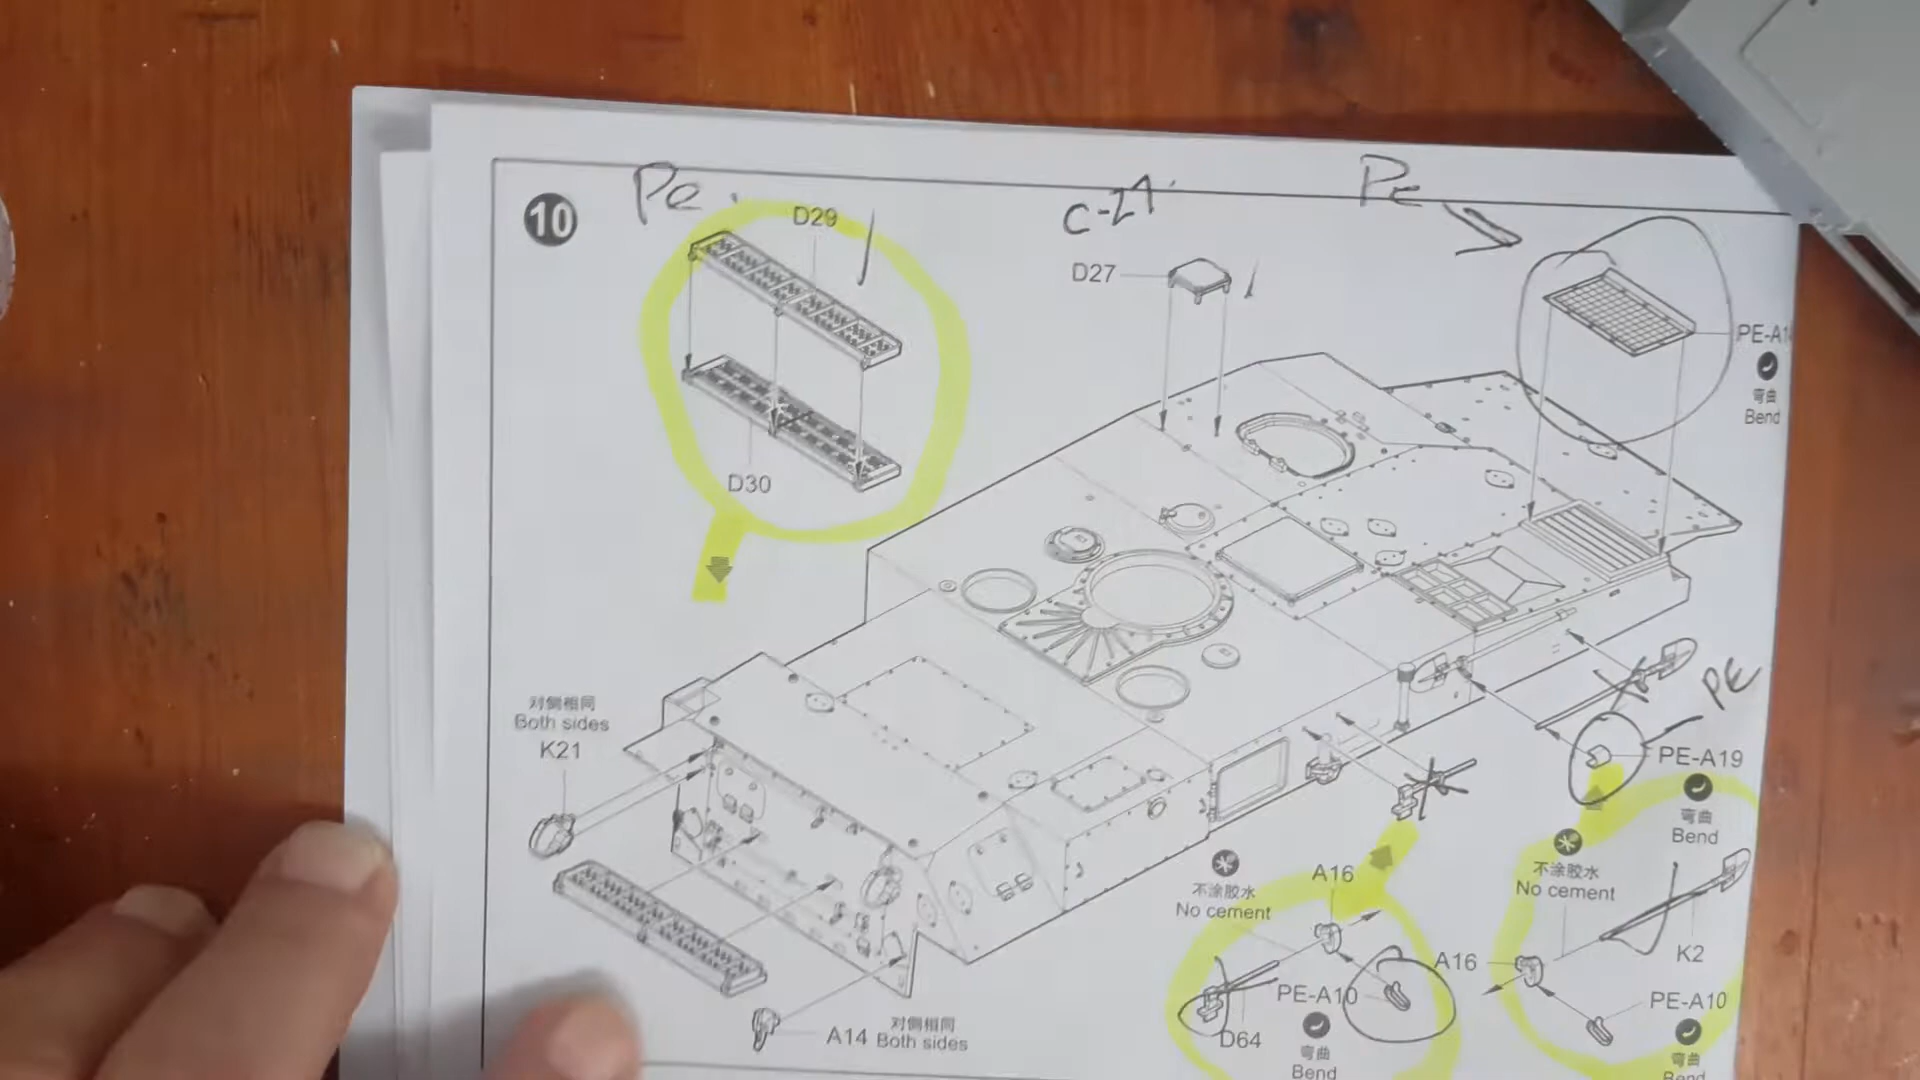 10
Pe.
D29
C-21
Pe
D27
PE-A1
弯曲
Bend
D30
对侧相同
Both sides
K21
PE
PE-A19
弯曲
Bend
不涂胶水
No cement
A16
不涂胶水
No cement
K2
A16
PE-A10
D64
弯曲
Bend
PE-A10
弯曲
Bend
A14
对侧相同
Both sides